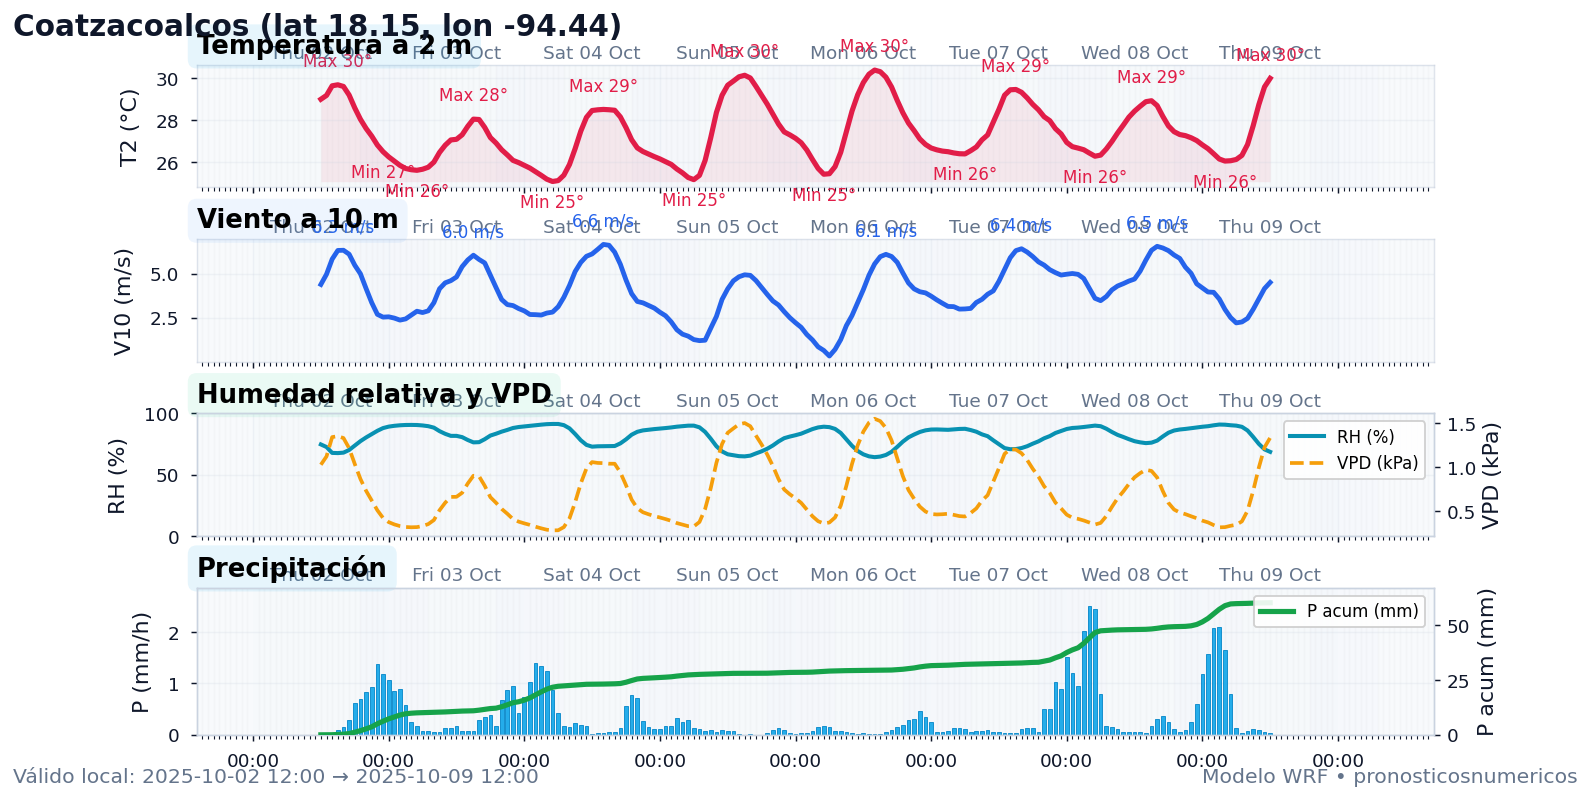 Coatzacoalcos (lat 18.15, lon -94.44)
Temperatura a 2 m
Thu 02 Oct Fri 03 Oct Sat 04 Oct Sun 05 Oct Mon 06 Oct Tue 07 Oct Wed 08 Oct Thu 09 Oct
Max 30° Max 28° Max 29° Max 30° Max 30° Max 29° Max 29° Max 30°
T2 (°C)
30
28
26
Min 27° Min 26° Min 25° Min 25° Min 25° Min 26° Min 26° Min 26°
Viento a 10 m
Thu 02 Oct Fri 03 Oct Sat 04 Oct Sun 05 Oct Mon 06 Oct Tue 07 Oct Wed 08 Oct Thu 09 Oct
6.0 m/s 6.6 m/s 6.1 m/s 6.4 m/s 6.5 m/s
V10 (m/s)
5.0
2.5
Humedad relativa y VPD
Thu 02 Oct Fri 03 Oct Sat 04 Oct Sun 05 Oct Mon 06 Oct Tue 07 Oct Wed 08 Oct Thu 09 Oct
RH (%)
100
50
0
RH (%)
VPD (kPa)
1.5
1.0
0.5
VPD (kPa)
Precipitación
Thu 02 Oct Fri 03 Oct Sat 04 Oct Sun 05 Oct Mon 06 Oct Tue 07 Oct Wed 08 Oct Thu 09 Oct
P (mm/h)
2
1
0
P acum (mm)
50
25
0
P acum (mm)
00:00 00:00 00:00 00:00 00:00 00:00 00:00 00:00 00:00
Válido local: 2025-10-02 12:00 → 2025-10-09 12:00
Modelo WRF • pronosticosnumericos